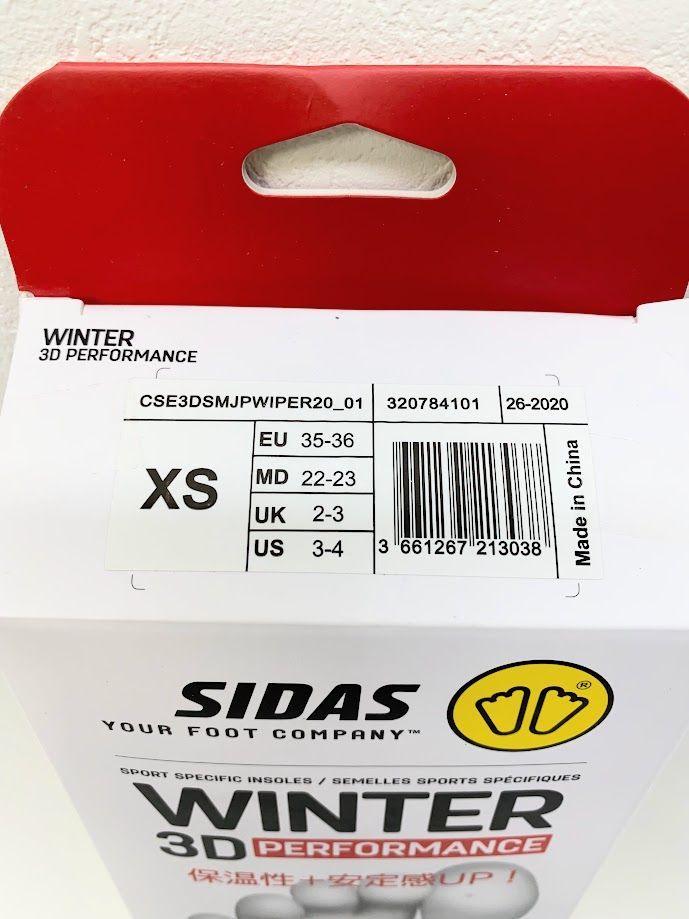 WINTER
3D PERFORMANCE
CSE3DSMJPWIPER20_01 320784101 26-2020
XS
EU 35-36
MD 22-23
UK 2-3
US 3-4
3 661267 213038
Made in China
SIDAS
YOUR FOOT COMPANY™
®
SPORT SPECIFIC INSOLES / SEMELLES SPORTS SPÉCIFIQUES
WINTER
3D PERFORMANCE
保温性+安定感UP!